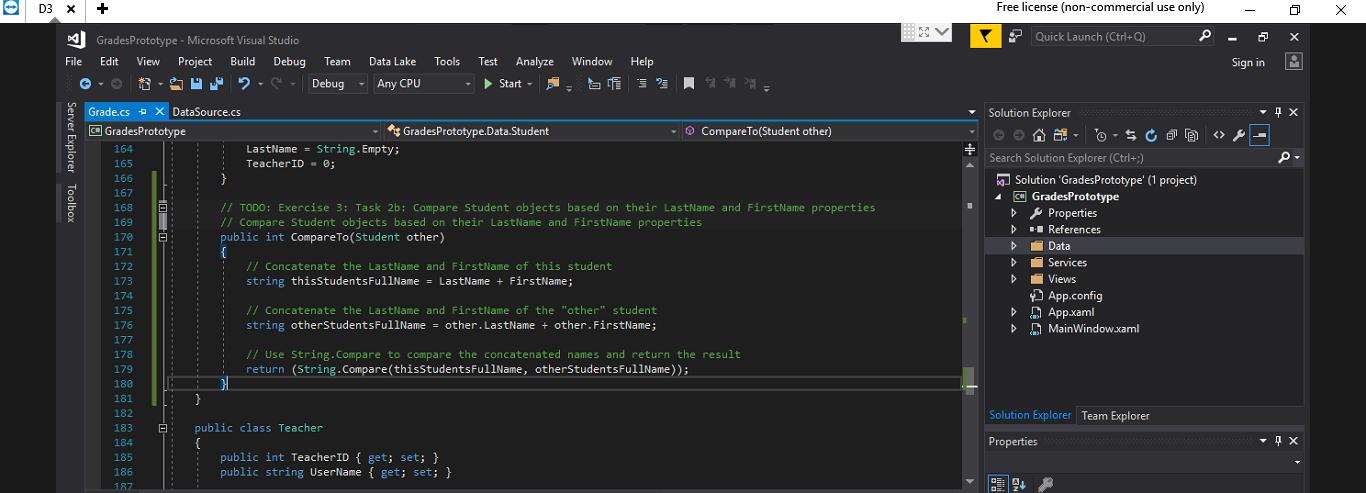 D3
Free license (non-commercial use only)
GradesPrototype - Microsoft Visual Studio
Quick Launch (Ctrl+Q)
File Edit View Project Build Debug Team Data Lake Tools Test Analyze Window Help
Sign in
Debug Any CPU Start
Server Explorer
Toolbox
Grade.cs DataSource.cs
GradesPrototype GradesPrototype.Data.Student CompareTo(Student other)
164 LastName = String.Empty;
165 TeacherID = 0;
166 }
167
168 // TODO: Exercise 3: Task 2b: Compare Student objects based on their LastName and FirstName properties
169 // Compare Student objects based on their LastName and FirstName properties
170 public int CompareTo(Student other)
171 {
172 // Concatenate the LastName and FirstName of this student
173 string thisStudentsFullName = LastName + FirstName;
174
175 // Concatenate the LastName and FirstName of the "other" student
176 string otherStudentsFullName = other.LastName + other.FirstName;
177
178 // Use String.Compare to compare the concatenated names and return the result
179 return (String.Compare(thisStudentsFullName, otherStudentsFullName));
180 }
181 }
182
183 public class Teacher
184 {
185 public int TeacherID { get; set; }
186 public string UserName { get; set; }
187
Solution Explorer
Search Solution Explorer (Ctrl+;)
Solution 'GradesPrototype' (1 project)
GradesPrototype
Properties
References
Data
Services
Views
App.config
App.xaml
MainWindow.xaml
Solution Explorer Team Explorer
Properties